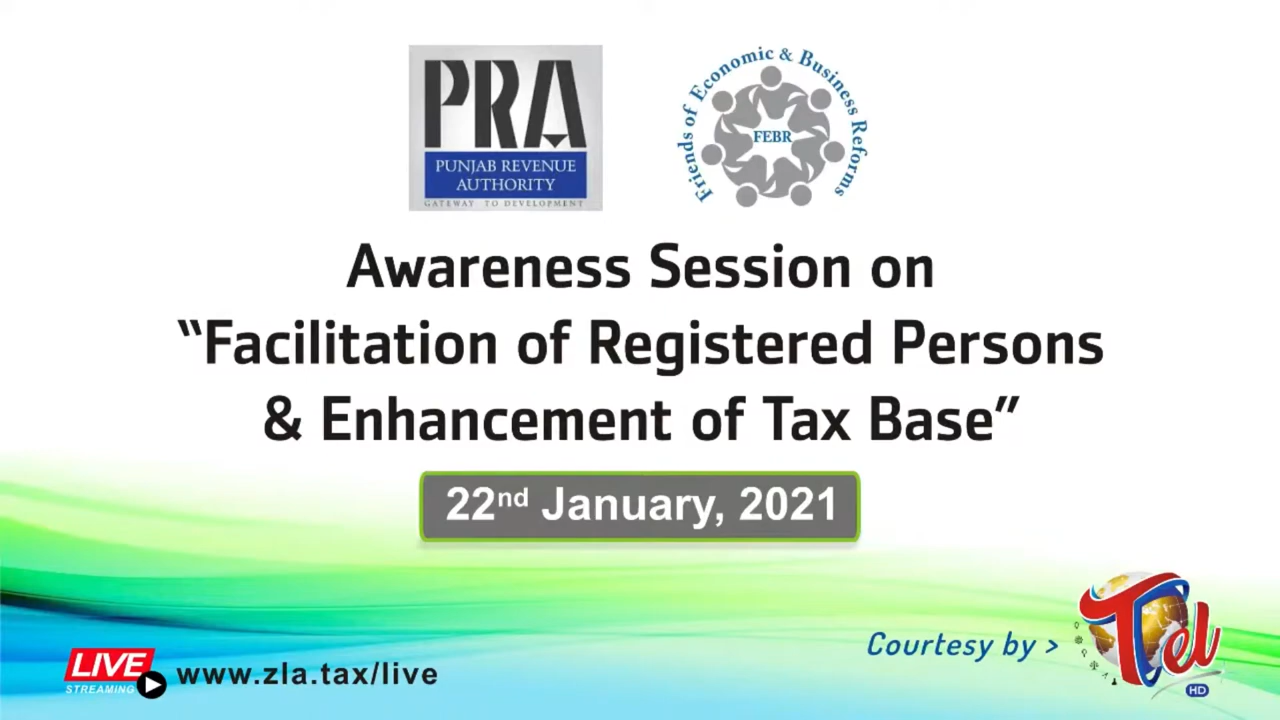 PRA
PUNJAB REVENUE
AUTHORITY
GATEWAY TO DEVELOPMENT
Friends of Economic & Business Reforms
FEBR
Awareness Session on
“Facilitation of Registered Persons
& Enhancement of Tax Base”
22nd January, 2021
Courtesy by >
Tel
HD
LIVE
STREAMING
www.zla.tax/live